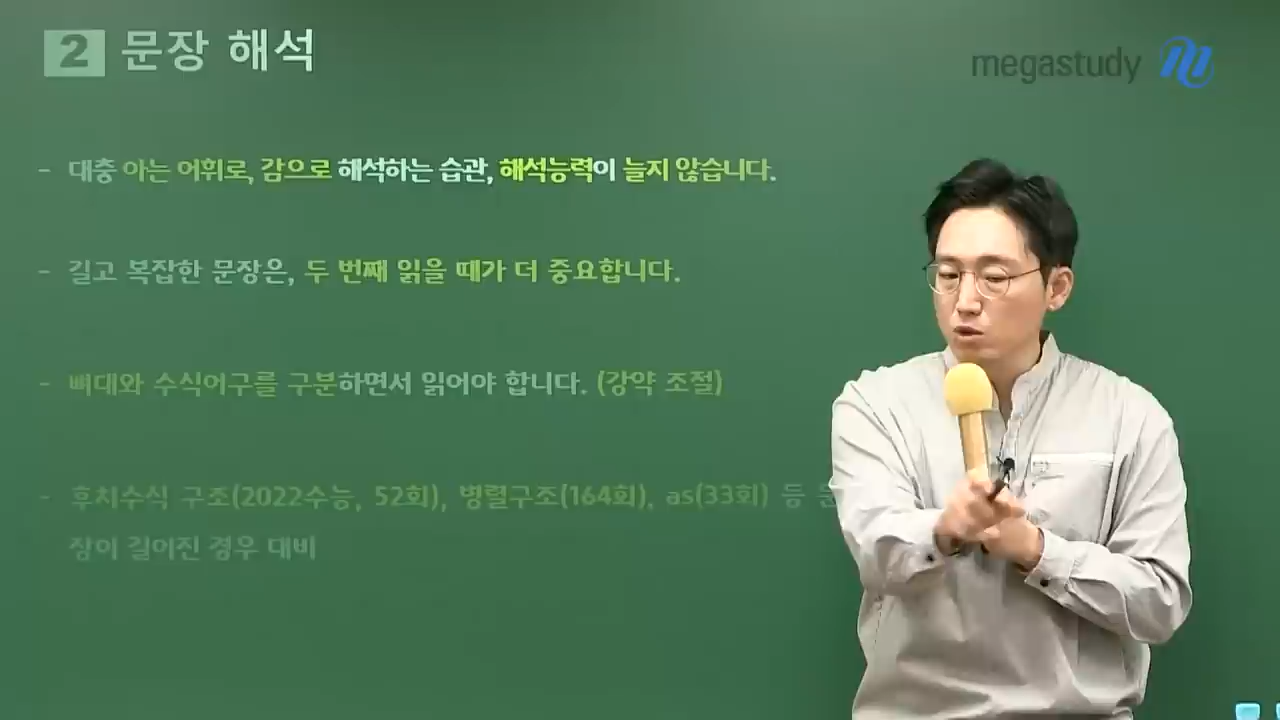 2 문장 해석
megastudy
- 대충 아는 어휘로, 감으로 해석하는 습관, 해석능력이 늘지 않습니다.
- 길고 복잡한 문장은, 두 번째 읽을 때가 더 중요합니다.
- 뼈대와 수식어구를 구분하면서 읽어야 합니다. (강약 조절)
- 후치수식 구조(2022수능, 52회), 병렬구조(164회), as(33회) 등 문
장이 길어진 경우 대비